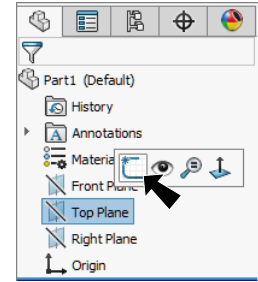 Part1 (Default)
History
A Annotations
Materia
Front Plane
Top Plane
Right Plane
Origin